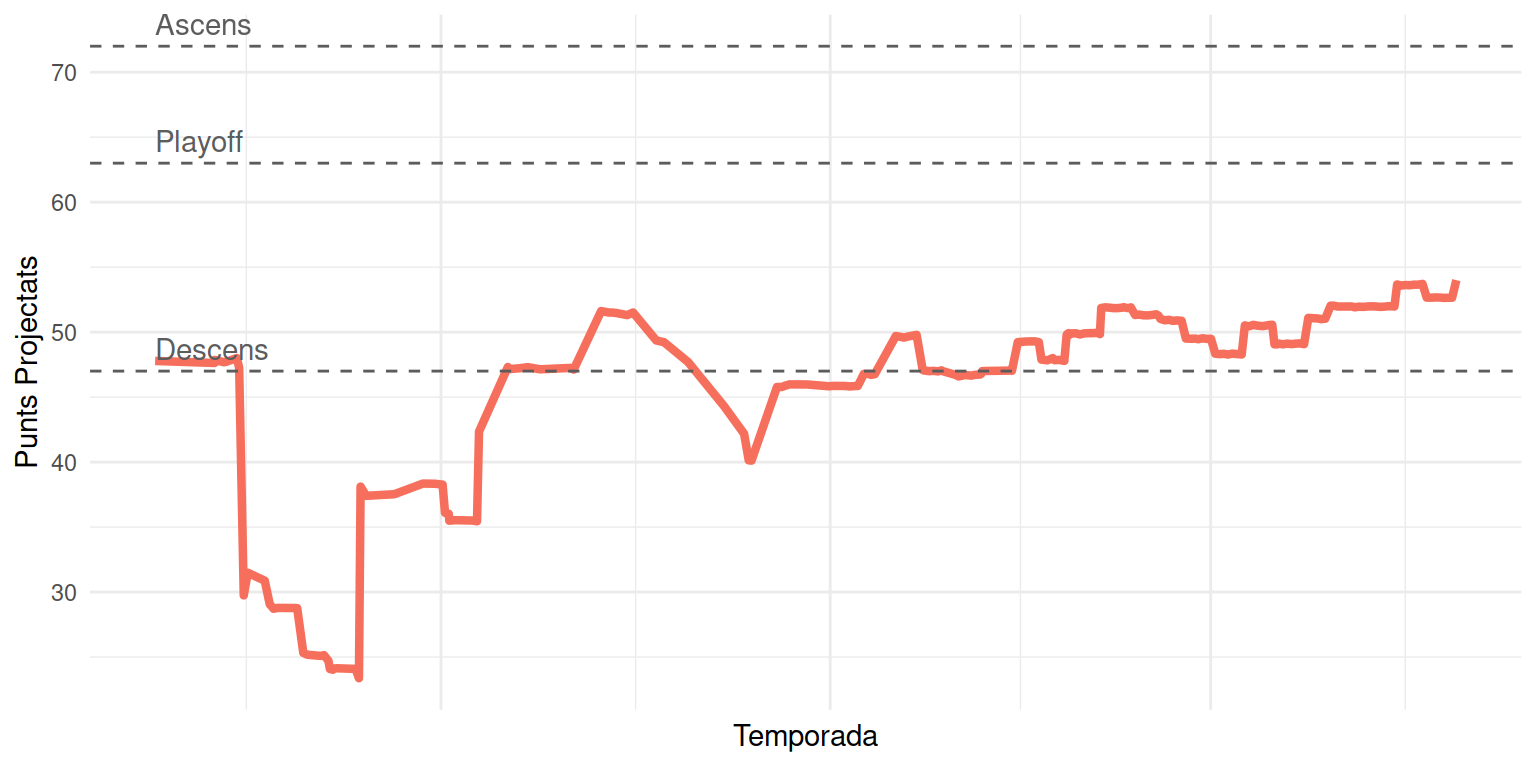 Ascens
70
Playoff
60
Punts Projectats
50
Descens
40
30
Temporada